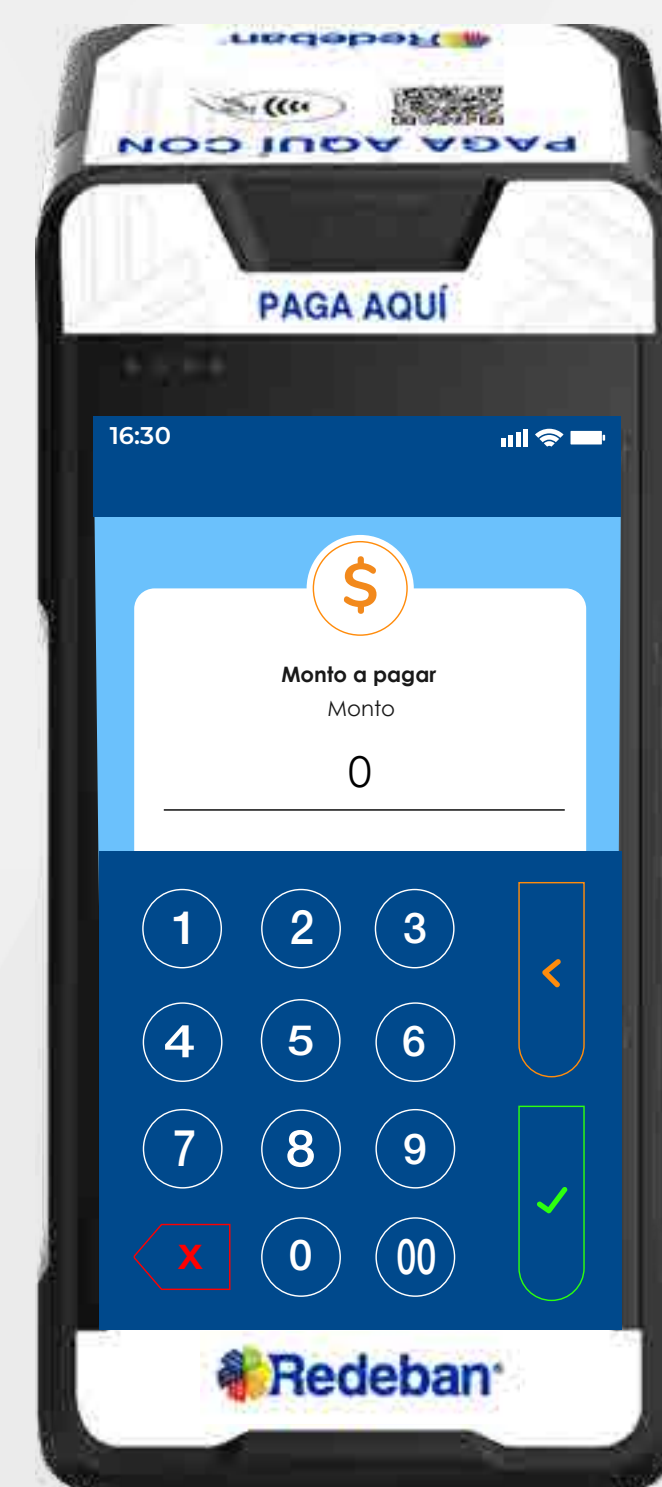 Redeban
PAGA AQUÍ CON
PAGA AQUÍ
16:30
$
Monto a pagar
Monto
0
1 2 3 <
4 5 6
7 8 9
X 0 00
Redeban